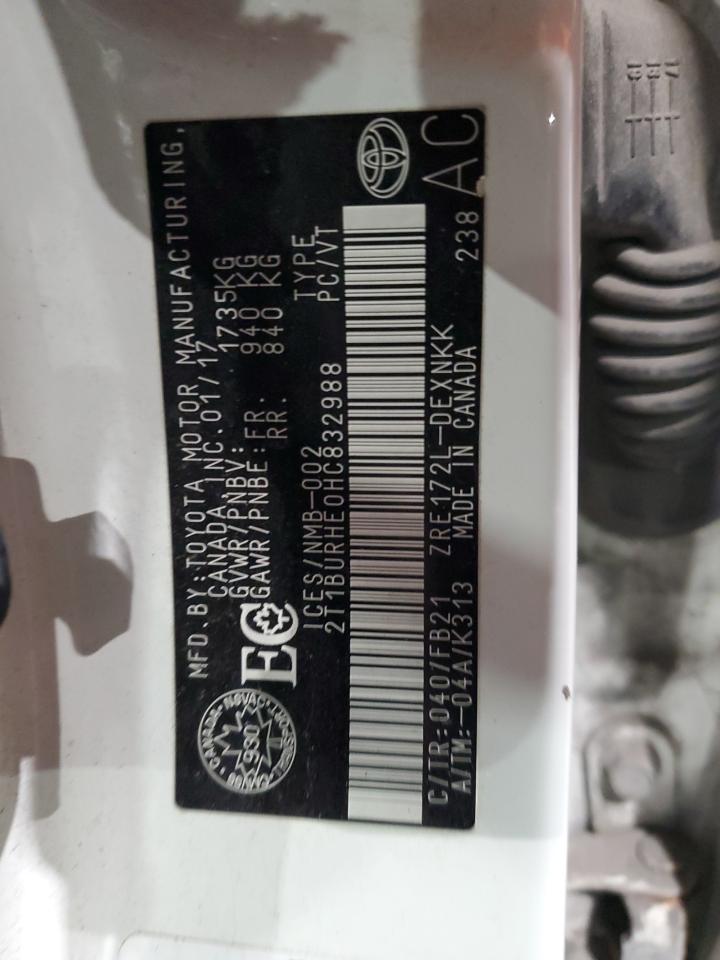 MFD.BY:TOYOTA MOTOR MANUFACTURING,
CANADA, INC. 01/17
GVWR/PNBV: 1735KG
GAWR/PNBE:FR. 940 KG
RR. 840 KG
EC
ICES/NMB-002 TYPE
2T1BURHE0HC832988 PC/VT
C/TR:040/FB21 ZRE172L-DEXNKK 238
A/TM:-04A/K313 MADE IN CANADA
AC
CANADA
930